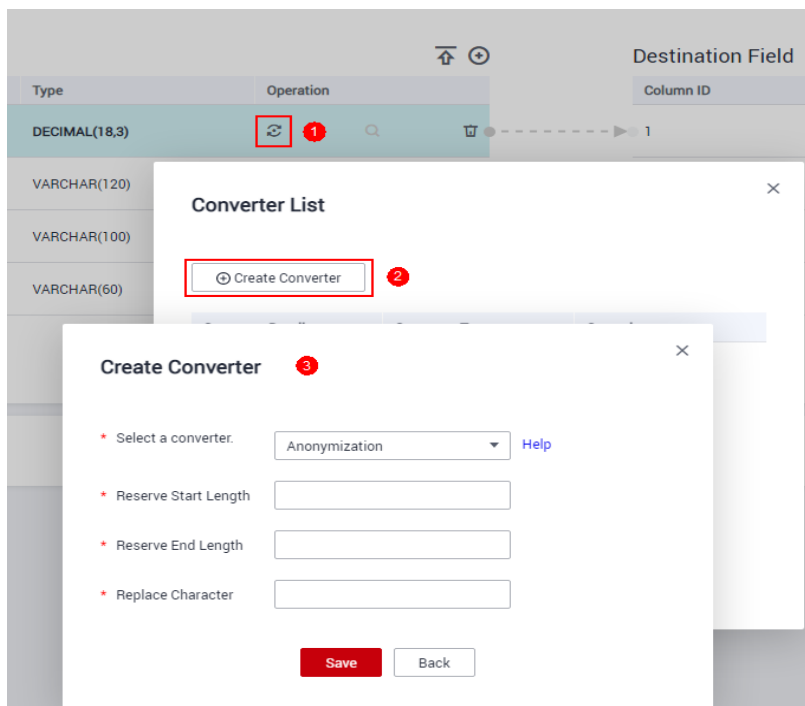 Destination Field
Type Operation Column ID
DECIMAL(18,3) 1 1
VARCHAR(120)
Converter List
VARCHAR(100)
Create Converter 2
VARCHAR(60)
Create Converter 3
* Select a converter. Anonymization Help
* Reserve Start Length
* Reserve End Length
* Replace Character
Save Back